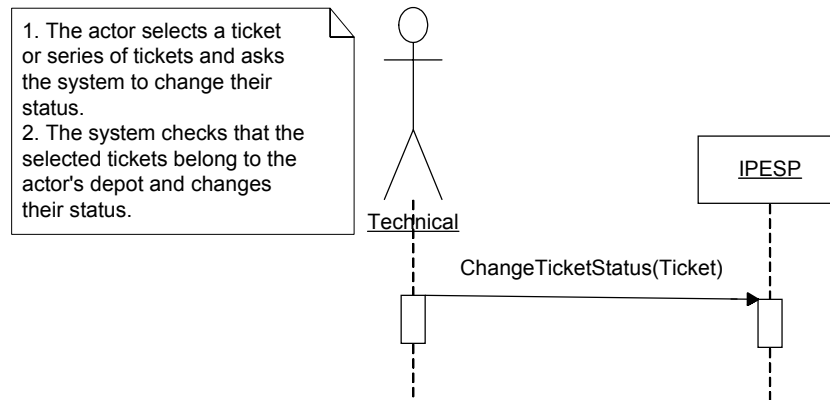 1. The actor selects a ticket
or series of tickets and asks
the system to change their
status.
2. The system checks that the
selected tickets belong to the
actor's depot and changes
their status.
Technical
IPESP
ChangeTicketStatus(Ticket)